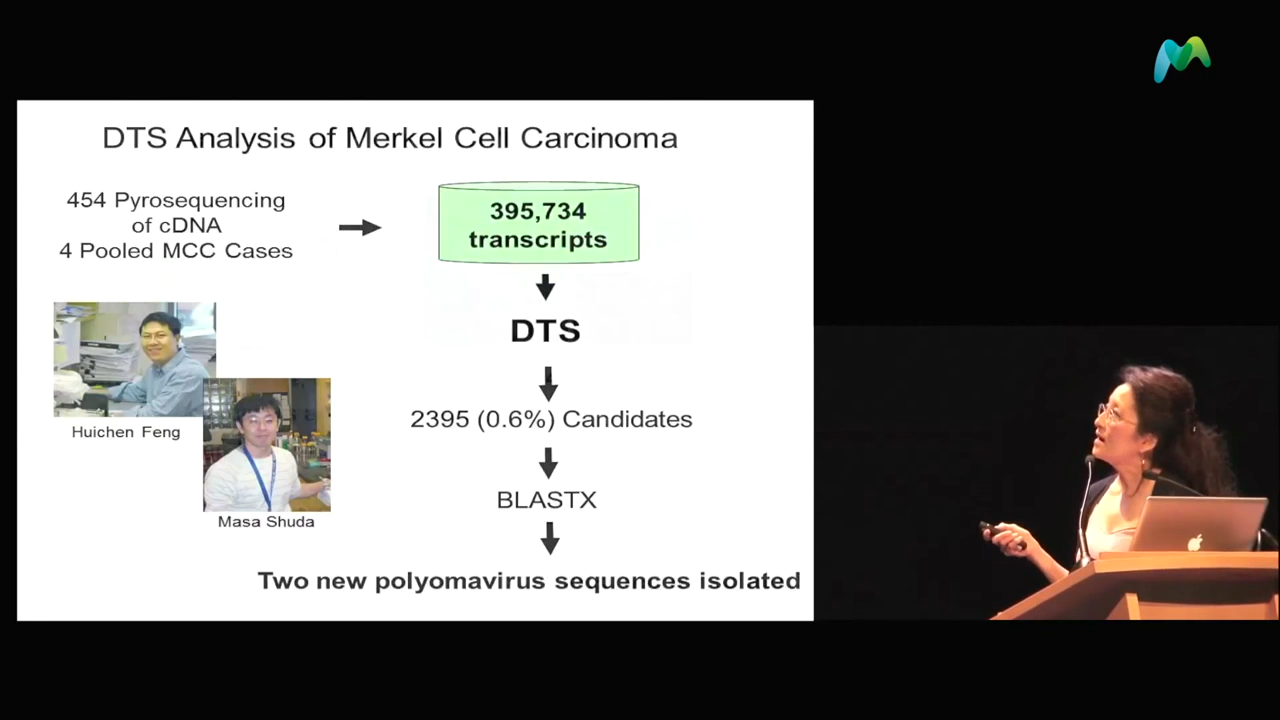 DTS Analysis of Merkel Cell Carcinoma
454 Pyrosequencing
of cDNA
4 Pooled MCC Cases
395,734
transcripts
DTS
2395 (0.6%) Candidates
BLASTX
Two new polyomavirus sequences isolated
Huichen Feng
Masa Shuda